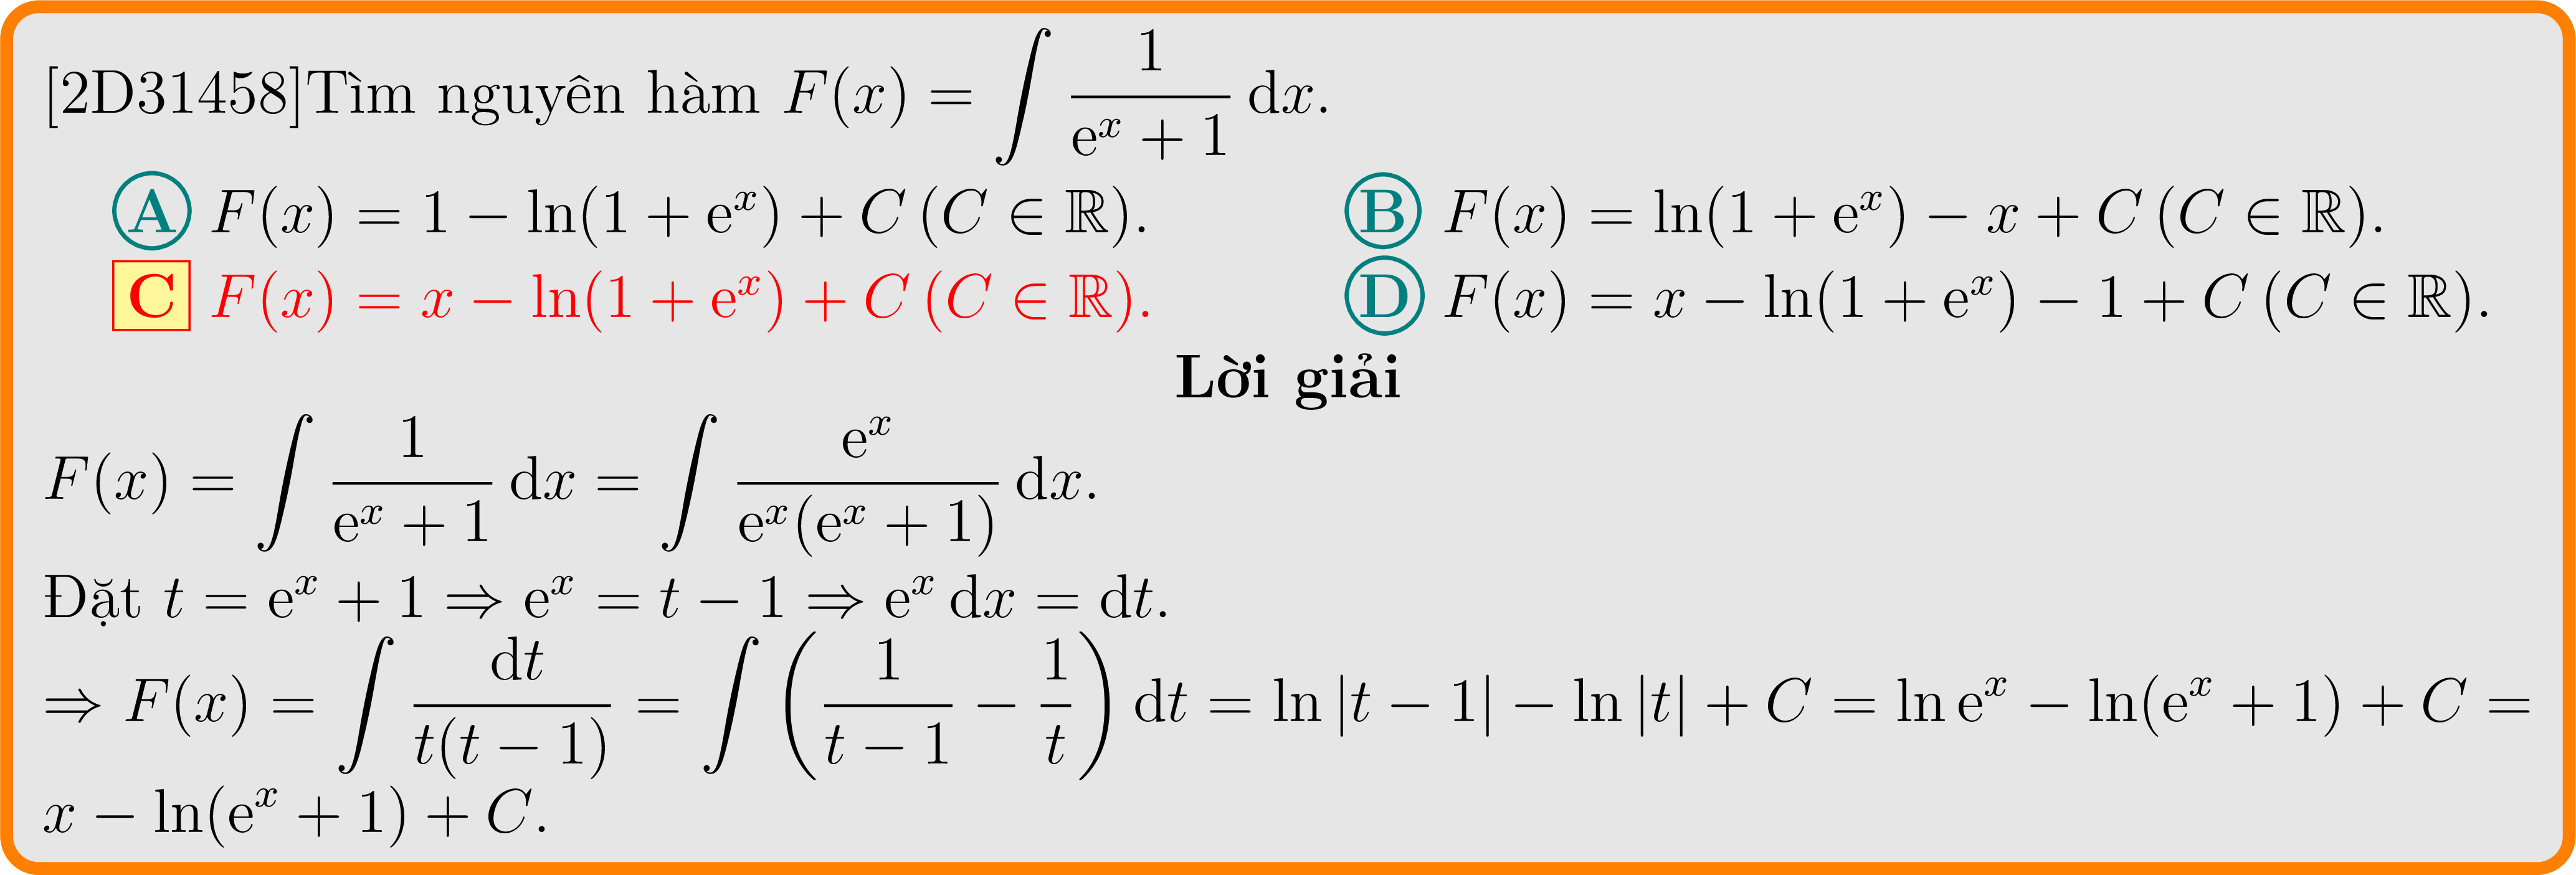 [2D31458]Tìm nguyên hàm $F(x) = \int \frac{1}{\mathrm{e}^x + 1}\,\mathrm{d}x$.
A $F(x) = 1 - \ln(1 + \mathrm{e}^x) + C\,(C \in \mathbb{R})$. B $F(x) = \ln(1 + \mathrm{e}^x) - x + C\,(C \in \mathbb{R})$.
C $F(x) = x - \ln(1 + \mathrm{e}^x) + C\,(C \in \mathbb{R})$. D $F(x) = x - \ln(1 + \mathrm{e}^x) - 1 + C\,(C \in \mathbb{R})$.
Lời giải
$F(x) = \int \frac{1}{\mathrm{e}^x + 1}\,\mathrm{d}x = \int \frac{\mathrm{e}^x}{\mathrm{e}^x(\mathrm{e}^x + 1)}\,\mathrm{d}x$.
Đặt $t = \mathrm{e}^x + 1 \Rightarrow \mathrm{e}^x = t - 1 \Rightarrow \mathrm{e}^x\,\mathrm{d}x = \mathrm{d}t$.
$\Rightarrow F(x) = \int \frac{\mathrm{d}t}{t(t - 1)} = \int \left(\frac{1}{t - 1} - \frac{1}{t}\right)\mathrm{d}t = \ln|t - 1| - \ln|t| + C = \ln \mathrm{e}^x - \ln(\mathrm{e}^x + 1) + C =$
$x - \ln(\mathrm{e}^x + 1) + C$.